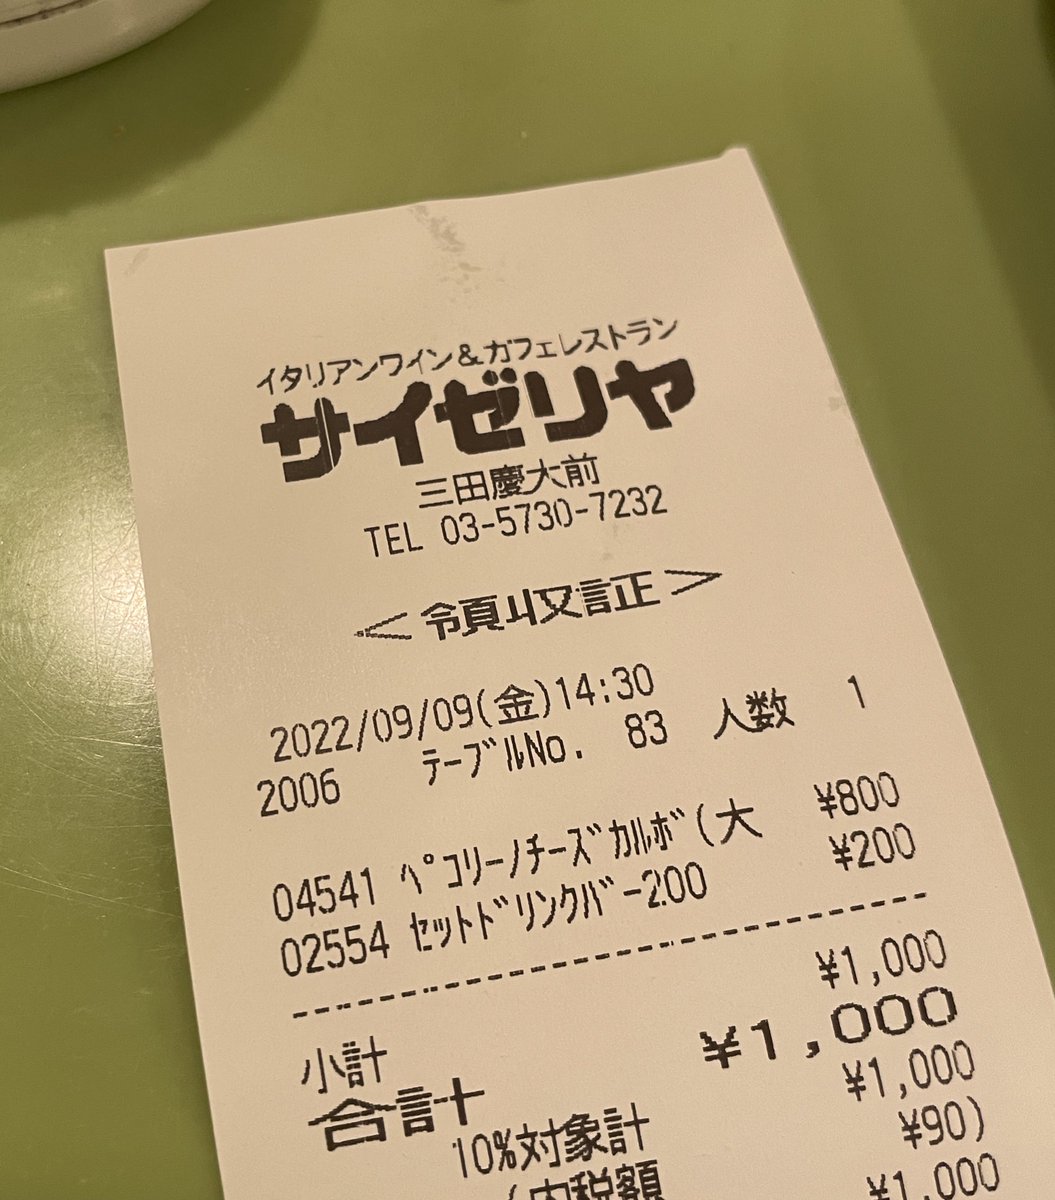 イタリアンワイン&カフェレストラン
サイゼリヤ
三田慶大前
TEL 03-5730-7232
<領収証>
2022/09/09(金)14:30
2006 テーブルNo. 83 人数 1
04541 ペコリーノチーズカルボ(大 ¥800
02554 セットドリンクバー200 ¥200
小計 ¥1,000
合計 ¥1,000
10%対象計 ¥1,000
(内税額 ¥90)
¥1,000